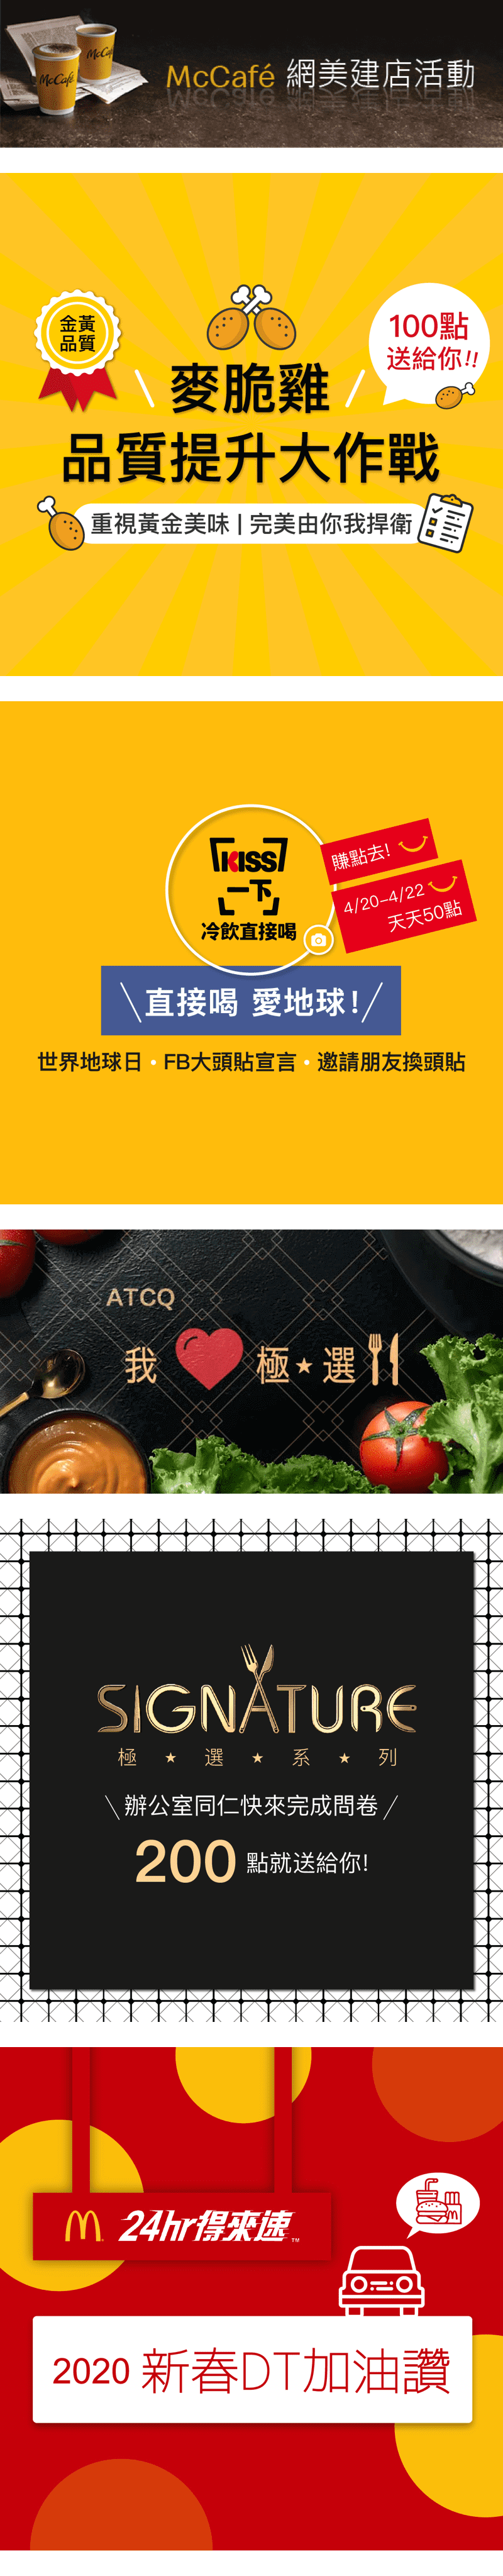 McCafé
McCafé
McCafé 網美建店活動
金黃
品質
100點
送給你!!
麥脆雞
品質提升大作戰
重視黃金美味 | 完美由你我捍衛
KISS
一下
冷飲直接喝
賺點去!
4/20-4/22
天天50點
直接喝 愛地球!
世界地球日・FB大頭貼宣言・邀請朋友換頭貼
ATCQ
我 極★選
SIGNATURE
極★選★系★列
辦公室同仁快來完成問卷
200 點就送給你!
24hr得來速™
2020 新春DT加油讚